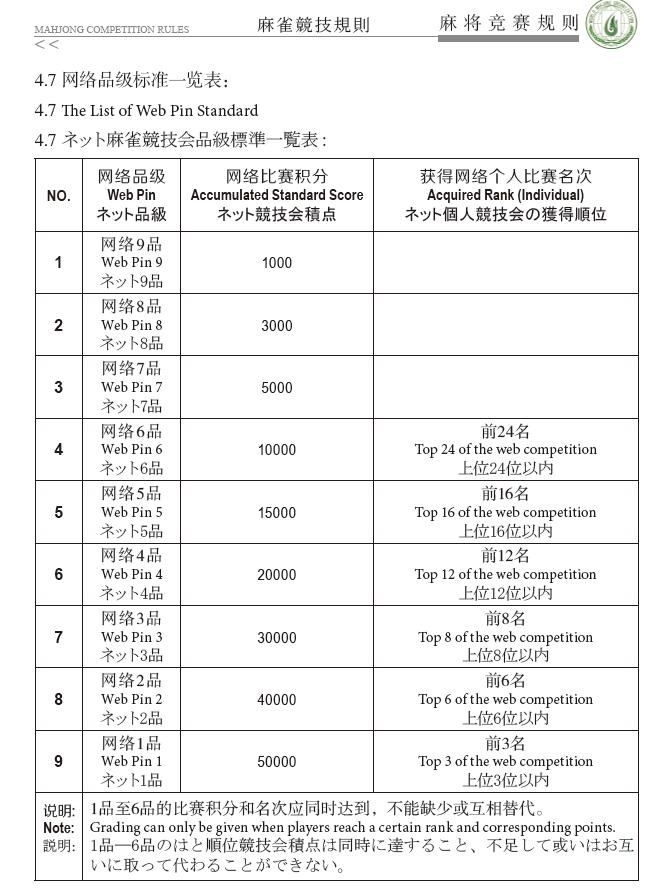 MAHJONG COMPETITION RULES
麻雀競技規則
麻将竞赛规则
<<
4.7 网络品级标准一览表：
4.7 The List of Web Pin Standard
4.7 ネット麻雀競技会品級標準一覧表：
NO.
网络品级
Web Pin
ネット品級
网络比赛积分
Accumulated Standard Score
ネット競技会積点
获得网络个人比赛名次
Acquired Rank (Individual)
ネット個人競技会の獲得順位
1
网络9品
Web Pin 9
ネット9品
1000
2
网络8品
Web Pin 8
ネット8品
3000
3
网络7品
Web Pin 7
ネット7品
5000
4
网络6品
Web Pin 6
ネット6品
10000
前24名
Top 24 of the web competition
上位24位以内
5
网络5品
Web Pin 5
ネット5品
15000
前16名
Top 16 of the web competition
上位16位以内
6
网络4品
Web Pin 4
ネット4品
20000
前12名
Top 12 of the web competition
上位12位以内
7
网络3品
Web Pin 3
ネット3品
30000
前8名
Top 8 of the web competition
上位8位以内
8
网络2品
Web Pin 2
ネット2品
40000
前6名
Top 6 of the web competition
上位6位以内
9
网络1品
Web Pin 1
ネット1品
50000
前3名
Top 3 of the web competition
上位3位以内
说明: 1品至6品的比赛积分和名次应同时达到，不能缺少或互相替代。
Note: Grading can only be given when players reach a certain rank and corresponding points.
説明: 1品—6品のはと順位競技会積点は同時に達すること、不足して或いはお互
いに取って代わることができない。